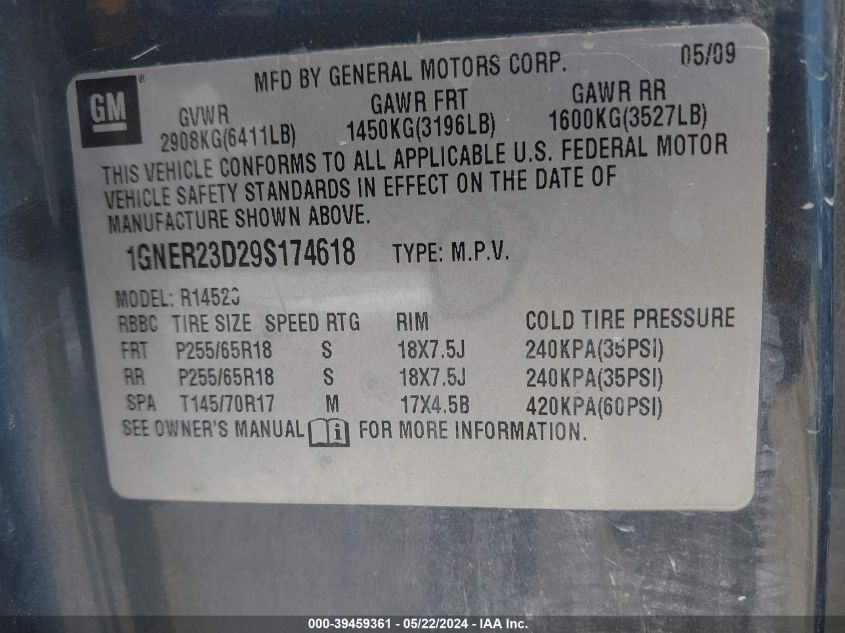 MFD BY GENERAL MOTORS CORP. 05/09
GM®
GVWR GAWR FRT GAWR RR
2908KG(6411LB) 1450KG(3196LB) 1600KG(3527LB)
THIS VEHICLE CONFORMS TO ALL APPLICABLE U.S. FEDERAL MOTOR
VEHICLE SAFETY STANDARDS IN EFFECT ON THE DATE OF
MANUFACTURE SHOWN ABOVE.
1GNER23D29S174618 TYPE: M.P.V.
MODEL: R14526
RBBC TIRE SIZE SPEED RTG RIM COLD TIRE PRESSURE
FRT P255/65R18 S 18X7.5J 240KPA(35PSI)
RR P255/65R18 S 18X7.5J 240KPA(35PSI)
SPA T145/70R17 M 17X4.5B 420KPA(60PSI)
SEE OWNER'S MANUAL i FOR MORE INFORMATION.
000-39459361 - 05/22/2024 - IAA Inc.